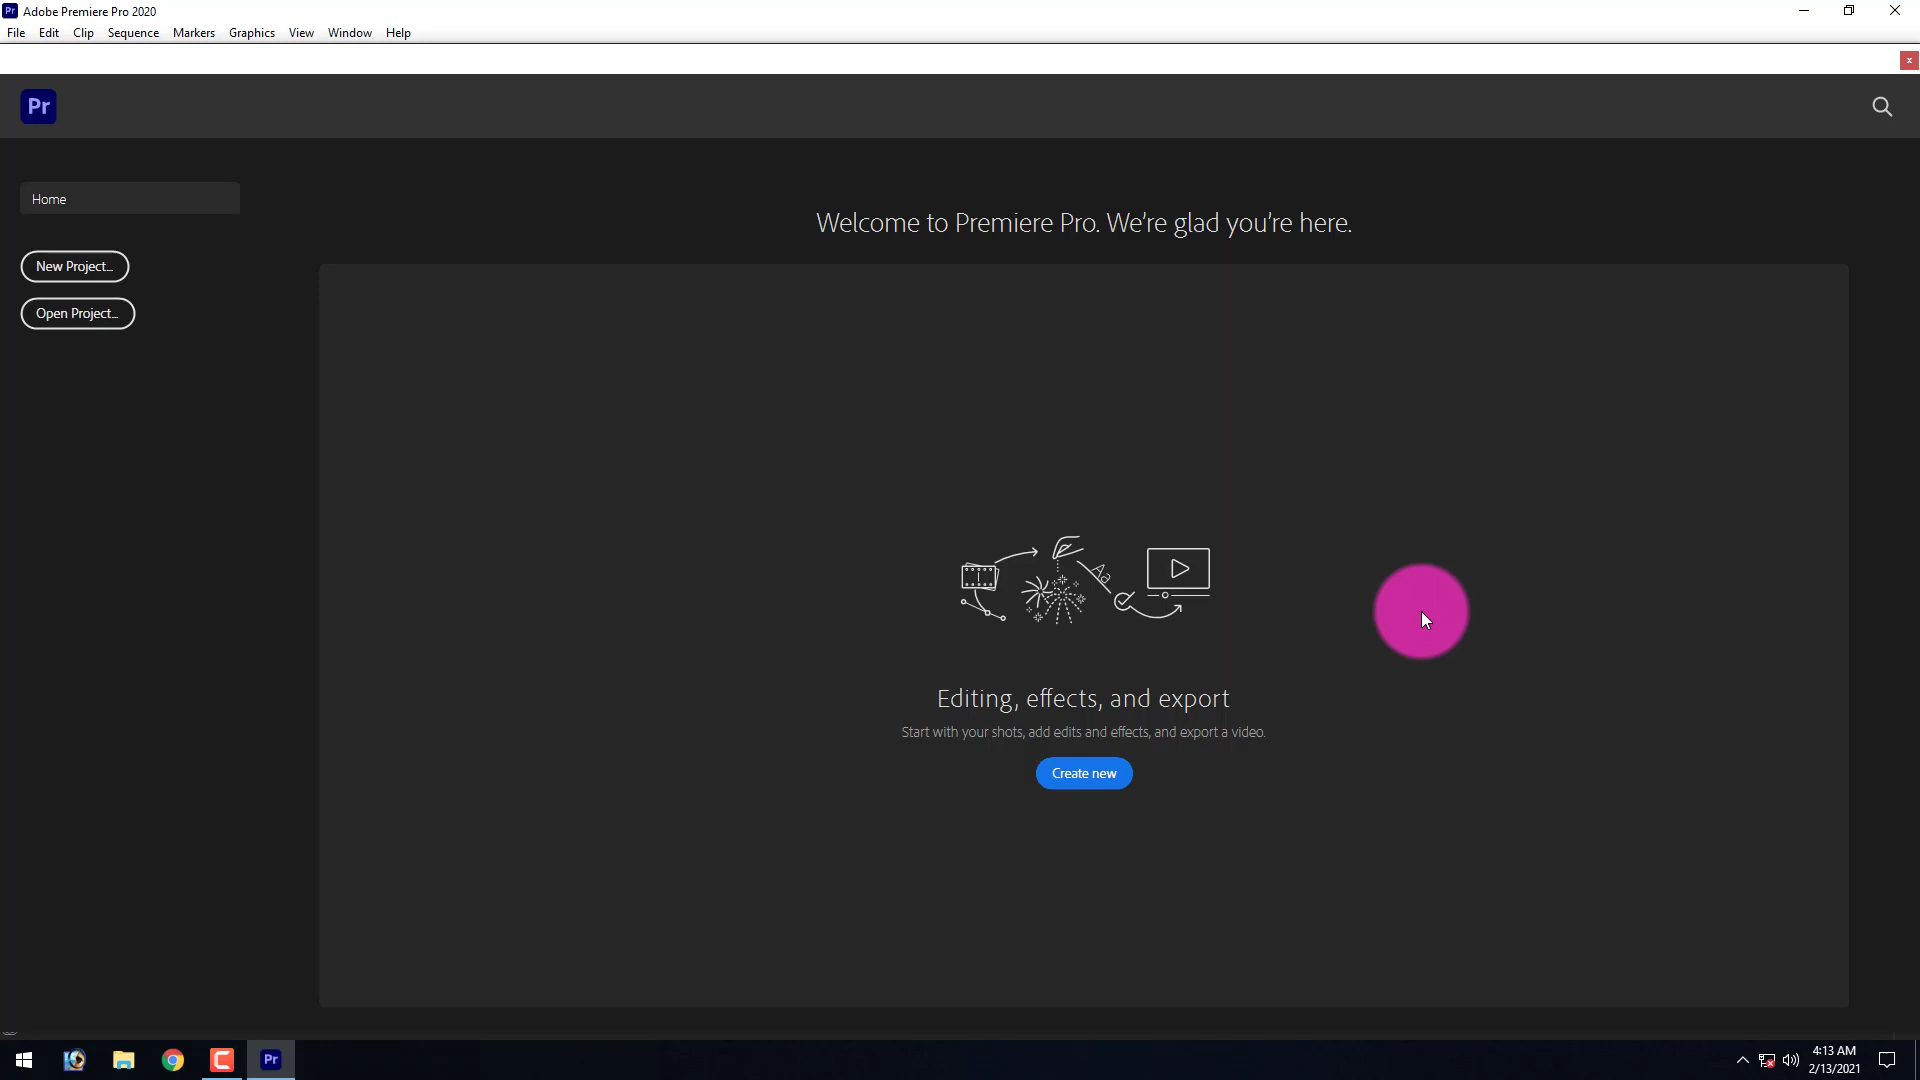 Pr Adobe Premiere Pro 2020
File Edit Clip Sequence Markers Graphics View Window Help
x
Pr
Home
Welcome to Premiere Pro. We're glad you're here.
New Project...
Open Project...
Aa
Editing, effects, and export
Start with your shots, add edits and effects, and export a video.
Create new
Pr
4:13 AM
2/13/2021